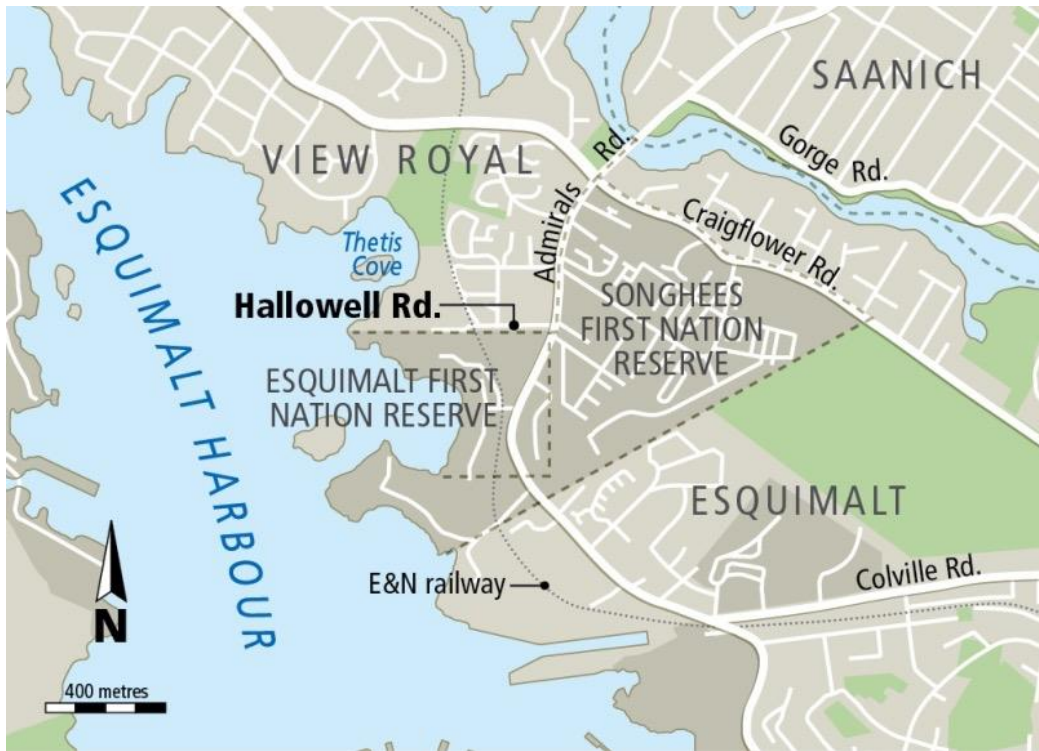 SAANICH
Gorge Rd.
VIEW ROYAL
Admirals Rd.
Craigflower Rd.
ESQUIMALT HARBOUR
Thetis
Cove
Hallowell Rd.
SONGHEES
FIRST NATION
RESERVE
ESQUIMALT FIRST
NATION RESERVE
ESQUIMALT
E&N railway
Colville Rd.
N
400 metres